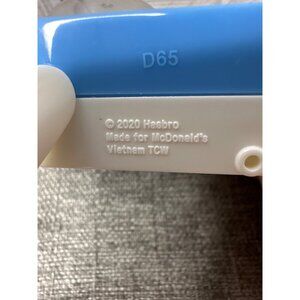 D65
© 2020 Hasbro
Made for McDonald's
Vietnam TCW